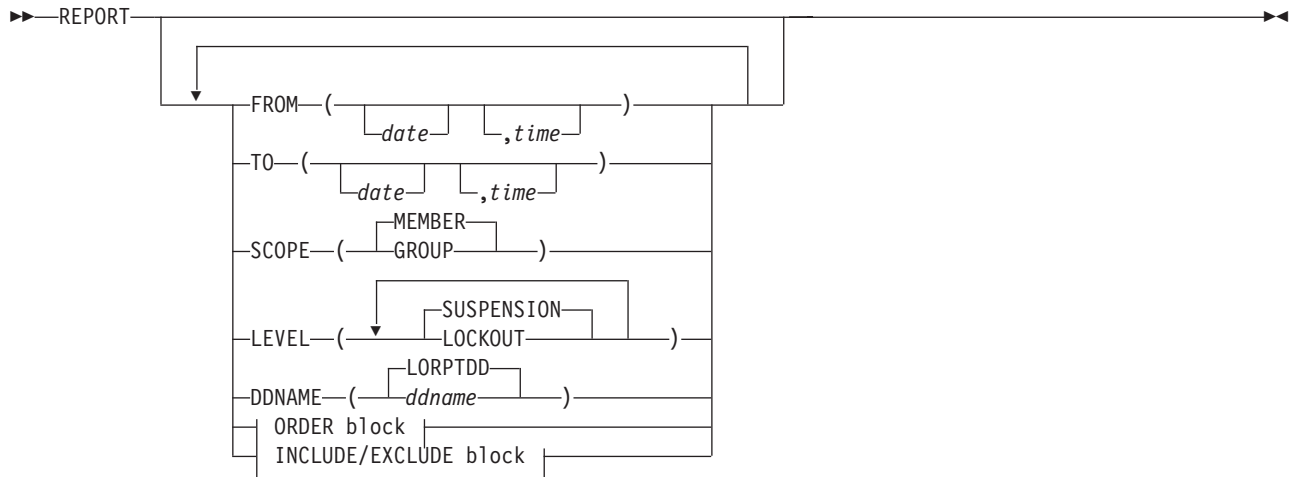 REPORT
FROM ( date ,time )
TO ( date ,time )
MEMBER
SCOPE ( GROUP )
SUSPENSION
LEVEL ( LOCKOUT )
LORPTDD
DDNAME ( ddname )
ORDER block
INCLUDE/EXCLUDE block